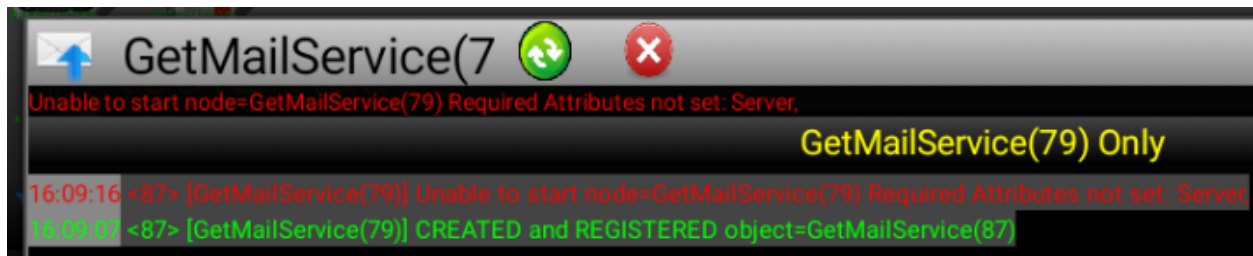 GetMailService(7
Unable to start node=GetMailService(79) Required Attributes not set: Server,
GetMailService(79) Only
16:09:16 <87> [GetMailService(79)] Unable to start node=GetMailService(79) Required Attributes not set: Server,
16:09:07 <87> [GetMailService(79)] CREATED and REGISTERED object=GetMailService(87)